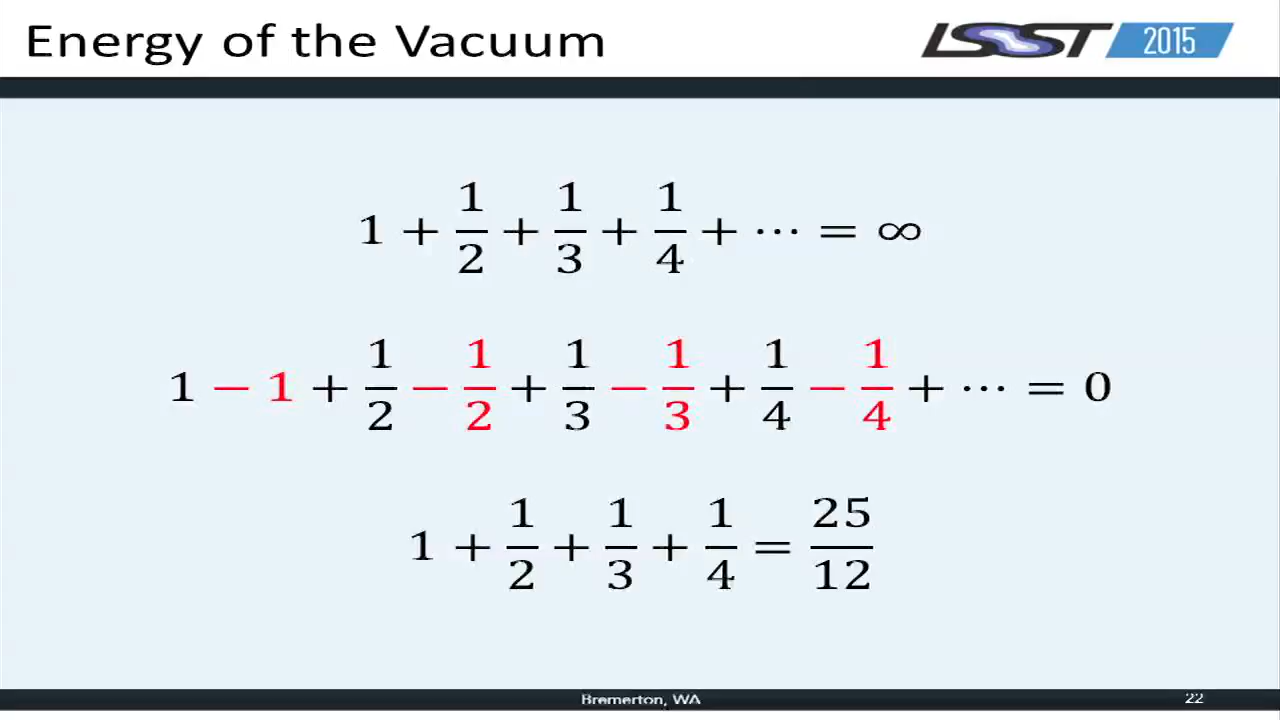 Energy of the Vacuum
LSST 2015
1 + 1/2 + 1/3 + 1/4 + ⋯ = ∞
1 − 1 + 1/2 − 1/2 + 1/3 − 1/3 + 1/4 − 1/4 + ⋯ = 0
1 + 1/2 + 1/3 + 1/4 = 25/12
Bremerton, WA
22